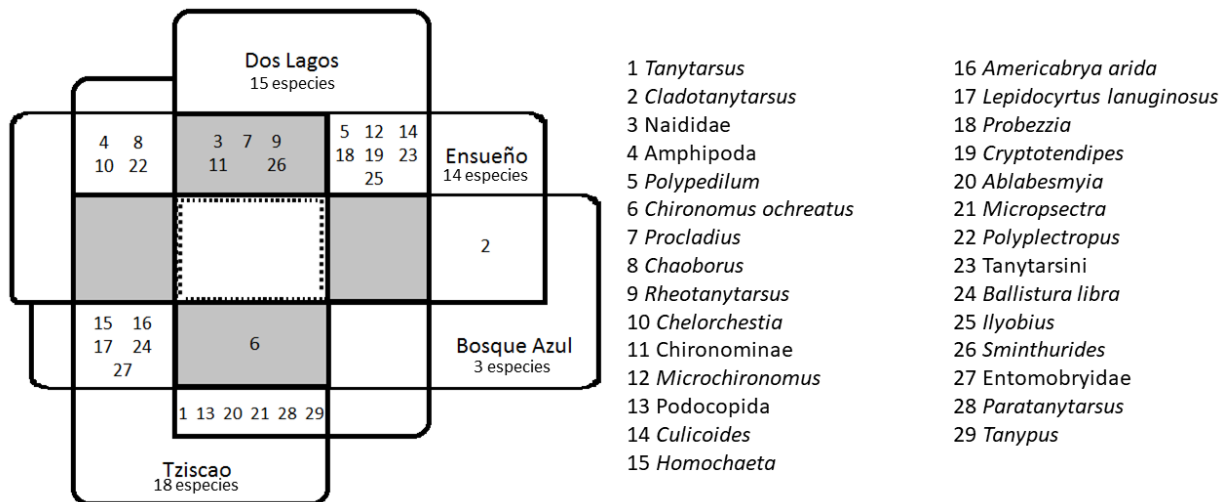 Dos Lagos
15 especies
4 8
10 22
3 7 9
11 26
5 12 14
18 19 23
25
Ensueño
14 especies
2
15 16
17 24
27
6
Bosque Azul
3 especies
1 13 20 21 28 29
Tziscao
18 especies
1 Tanytarsus
2 Cladotanytarsus
3 Naididae
4 Amphipoda
5 Polypedilum
6 Chironomus ochreatus
7 Procladius
8 Chaoborus
9 Rheotanytarsus
10 Chelorchestia
11 Chironominae
12 Microchironomus
13 Podocopida
14 Culicoides
15 Homochaeta
16 Americabrya arida
17 Lepidocyrtus lanuginosus
18 Probezzia
19 Cryptotendipes
20 Ablabesmyia
21 Micropsectra
22 Polyplectropus
23 Tanytarsini
24 Ballistura libra
25 Ilyobius
26 Sminthurides
27 Entomobryidae
28 Paratanytarsus
29 Tanypus